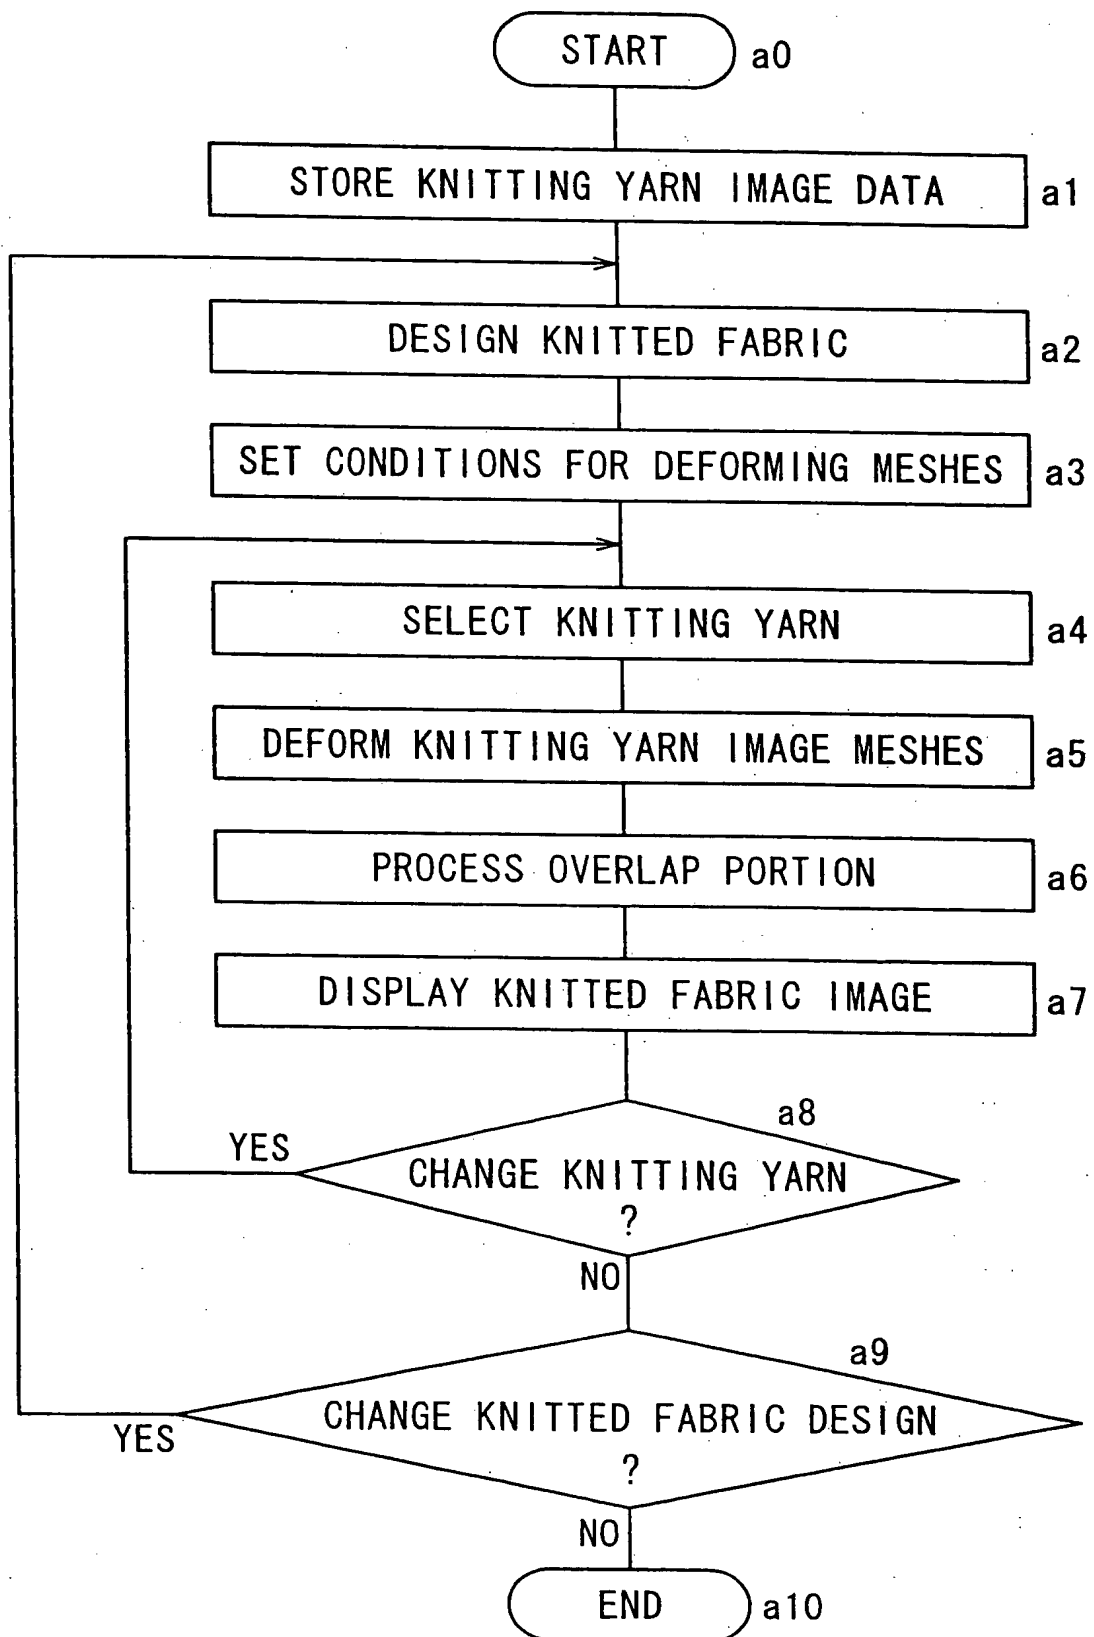 START a0
STORE KNITTING YARN IMAGE DATA a1
DESIGN KNITTED FABRIC a2
SET CONDITIONS FOR DEFORMING MESHES a3
SELECT KNITTING YARN a4
DEFORM KNITTING YARN IMAGE MESHES a5
PROCESS OVERLAP PORTION a6
DISPLAY KNITTED FABRIC IMAGE a7
a8
YES
CHANGE KNITTING YARN
?
NO
a9
CHANGE KNITTED FABRIC DESIGN
YES
?
NO
END a10